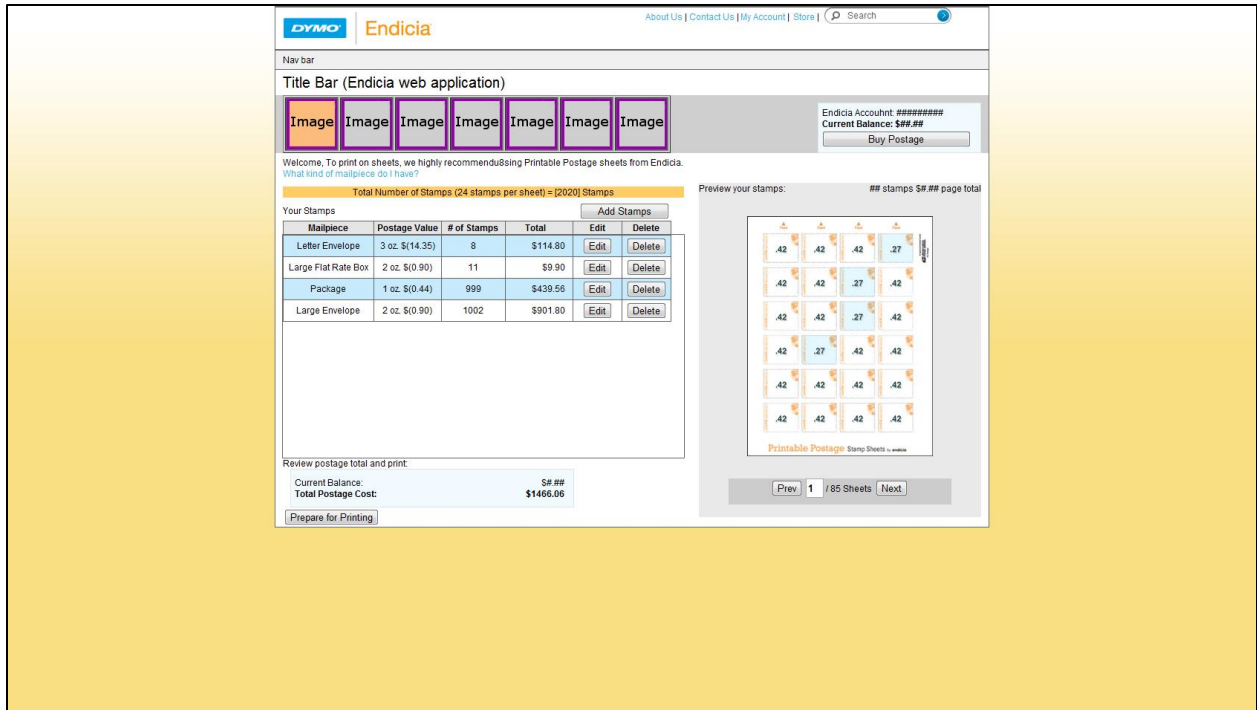 About Us | Contact Us | My Account | Store | Search
DYMO Endicia
Nav bar
Title Bar (Endicia web application)
Image Image Image Image Image Image Image
Endicia Accouhnt: #########
Current Balance: $##.##
Buy Postage
Welcome, To print on sheets, we highly recommendu8sing Printable Postage sheets from Endicia.
What kind of mailpiece do I have?
Total Number of Stamps (24 stamps per sheet) = [2020] Stamps
Your Stamps Add Stamps
Mailpiece Postage Value # of Stamps Total Edit Delete
Letter Envelope 3 oz. $(14.35) 8 $114.80 Edit Delete
Large Flat Rate Box 2 oz. $(0.90) 11 $9.90 Edit Delete
Package 1 oz. $(0.44) 999 $439.56 Edit Delete
Large Envelope 2 oz. $(0.90) 1002 $901.80 Edit Delete
Review postage total and print:
Current Balance: $#.##
Total Postage Cost: $1466.06
Prepare for Printing
Preview your stamps: ## stamps $#.## page total
.42 .42 .42 .27
.42 .42 .27 .42
.42 .42 .27 .42
.42 .27 .42 .42
.42 .42 .42 .42
.42 .42 .42 .42
Printable Postage Stamp Sheets by endicia
Prev 1 / 85 Sheets Next